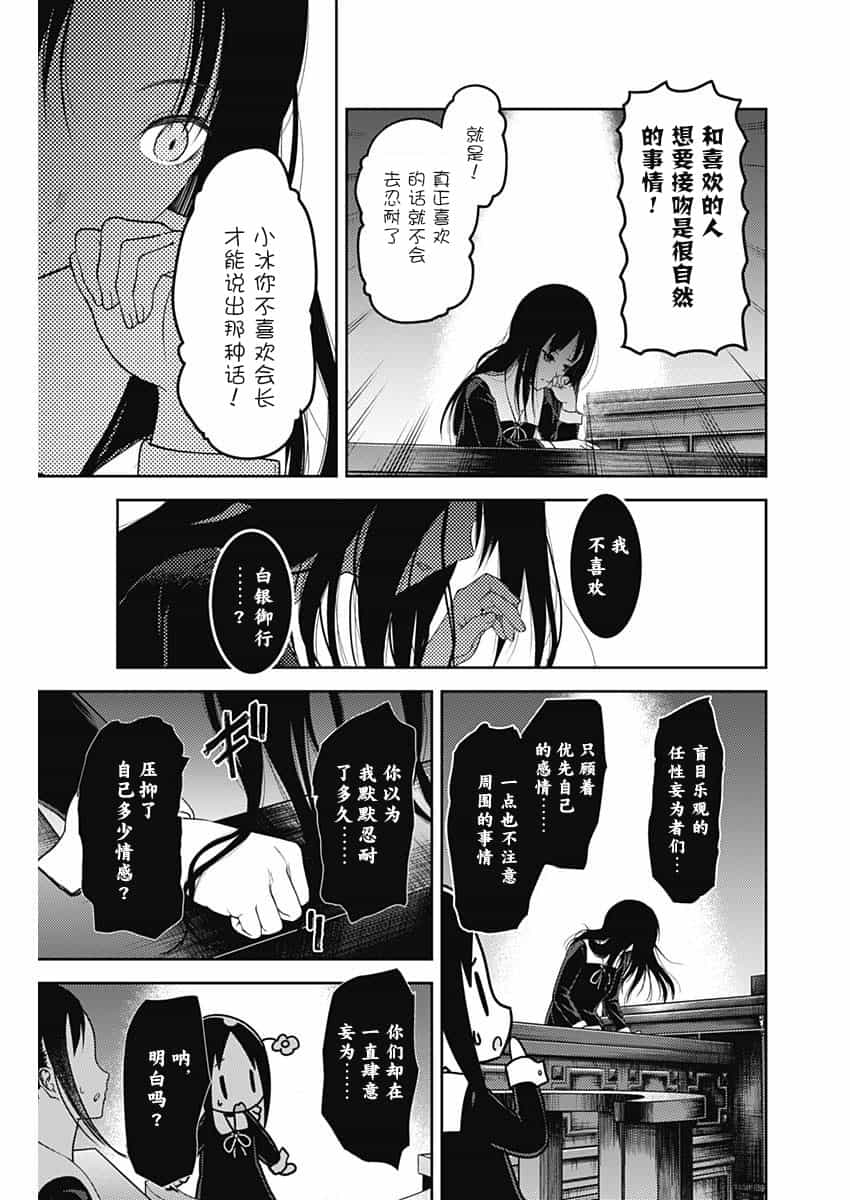 和喜欢的人
想要接吻是很自然
的事情！
就是！
真正喜欢
的话就不会
去忍耐了
小冰你不喜欢会长
才能说出那种话！
我
不喜欢
白银御行
……？
盲目乐观的
任性妄为者们…
只顾着
优先自己
的感情……
一点也不注意
周围的事情
你以为
我默默忍耐
了多久……
压抑了
自己多少情感？
ギリ
你们却在
一直肆意
妄为……
呐，
明白吗？